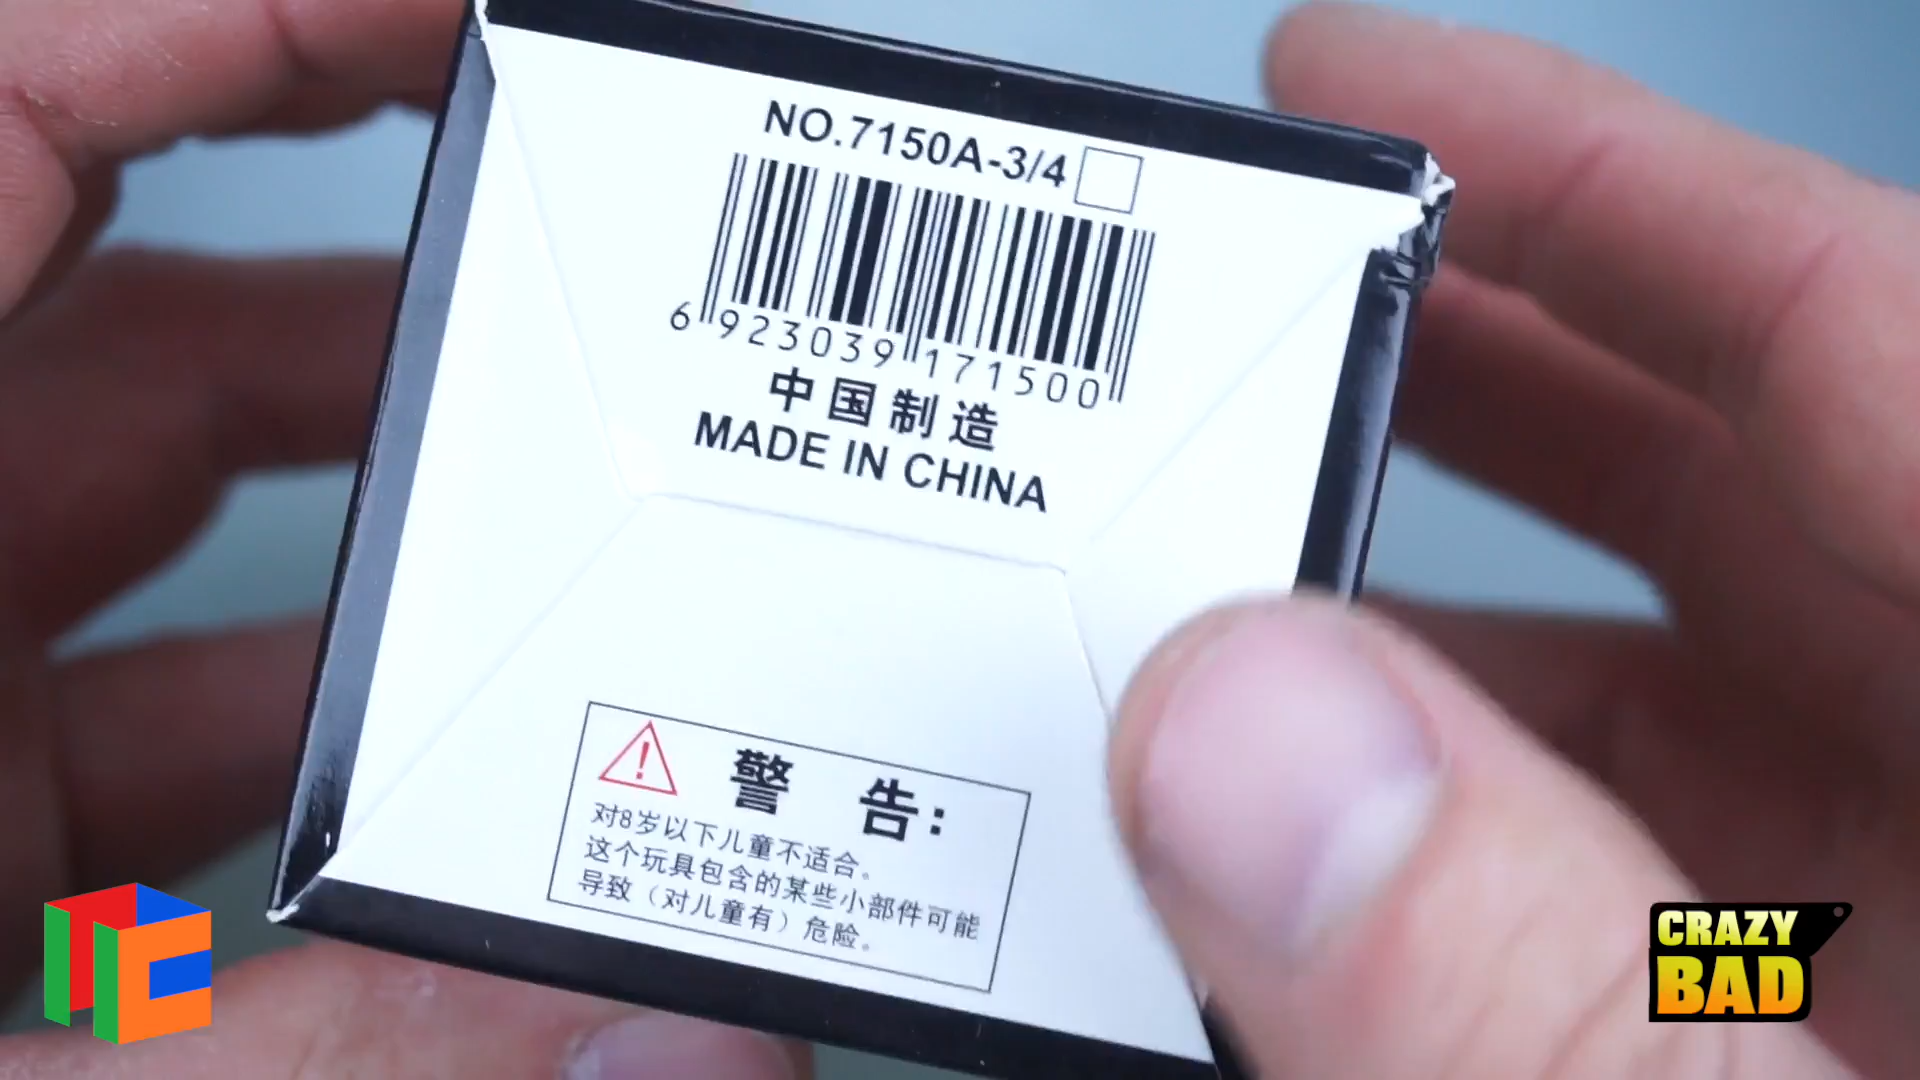 NO.7150A-3/4
6 923039 171500
中国制造
MADE IN CHINA
警 告:
对8岁以下儿童不适合。
这个玩具包含的某些小部件可能
导致（对儿童有）危险。
CRAZY
BAD